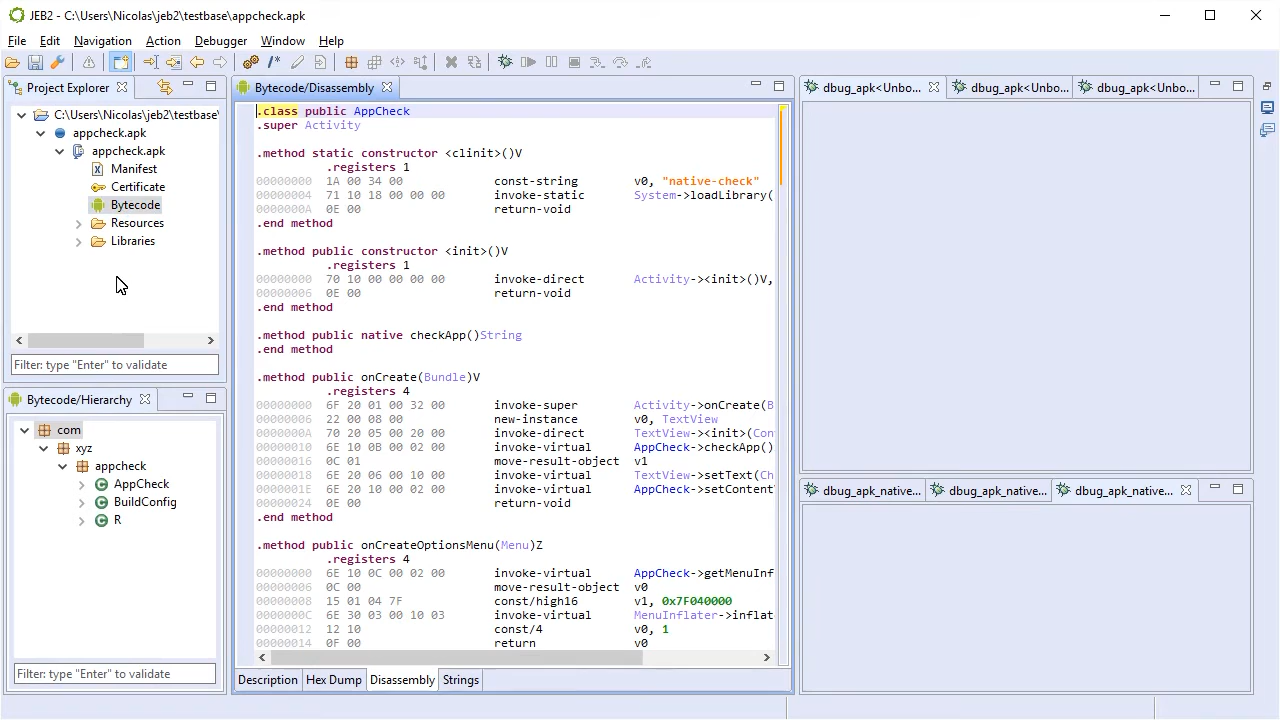 JEB2 - C:\Users\Nicolas\jeb2\testbase\appcheck.apk
File Edit Navigation Action Debugger Window Help
Project Explorer
C:\Users\Nicolas\jeb2\testbase\
appcheck.apk
appcheck.apk
Manifest
Certificate
Bytecode
Resources
Libraries
Filter: type "Enter" to validate
Bytecode/Hierarchy
com
xyz
appcheck
AppCheck
BuildConfig
R
Filter: type "Enter" to validate
Bytecode/Disassembly
.class public AppCheck
.super Activity
.method static constructor <clinit>()V
.registers 1
00000000 1A 00 34 00 const-string v0, "native-check"
00000004 71 10 18 00 00 00 invoke-static System->loadLibrary(
0000000A 0E 00 return-void
.end method
.method public constructor <init>()V
.registers 1
00000000 70 10 00 00 00 00 invoke-direct Activity-><init>()V,
00000006 0E 00 return-void
.end method
.method public native checkApp()String
.end method
.method public onCreate(Bundle)V
.registers 4
00000000 6F 20 01 00 32 00 invoke-super Activity->onCreate(B
00000006 22 00 08 00 new-instance v0, TextView
0000000A 70 20 05 00 20 00 invoke-direct TextView-><init>(Con
00000010 6E 10 0B 00 02 00 invoke-virtual AppCheck->checkApp()
00000016 0C 01 move-result-object v1
00000018 6E 20 06 00 10 00 invoke-virtual TextView->setText(Ch
0000001E 6E 20 10 00 02 00 invoke-virtual AppCheck->setContent
00000024 0E 00 return-void
.end method
.method public onCreateOptionsMenu(Menu)Z
.registers 4
00000000 6E 10 0C 00 02 00 invoke-virtual AppCheck->getMenuInf
00000006 0C 00 move-result-object v0
00000008 15 01 04 7F const/high16 v1, 0x7F040000
0000000C 6E 30 03 00 10 03 invoke-virtual MenuInflater->inflat
00000012 12 10 const/4 v0, 1
00000014 0F 00 return v0
Description Hex Dump Disassembly Strings
dbug_apk<Unbo... dbug_apk<Unbo... dbug_apk<Unbo...
dbug_apk_native... dbug_apk_native... dbug_apk_native...